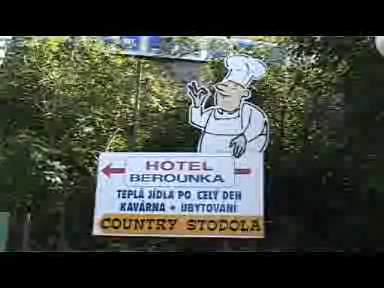 HOTEL
BEROUNKA
TEPLÁ JÍDLA PO CELÝ DEN
KAVÁRNA + UBYTOVÁNÍ
COUNTRY STODOLA